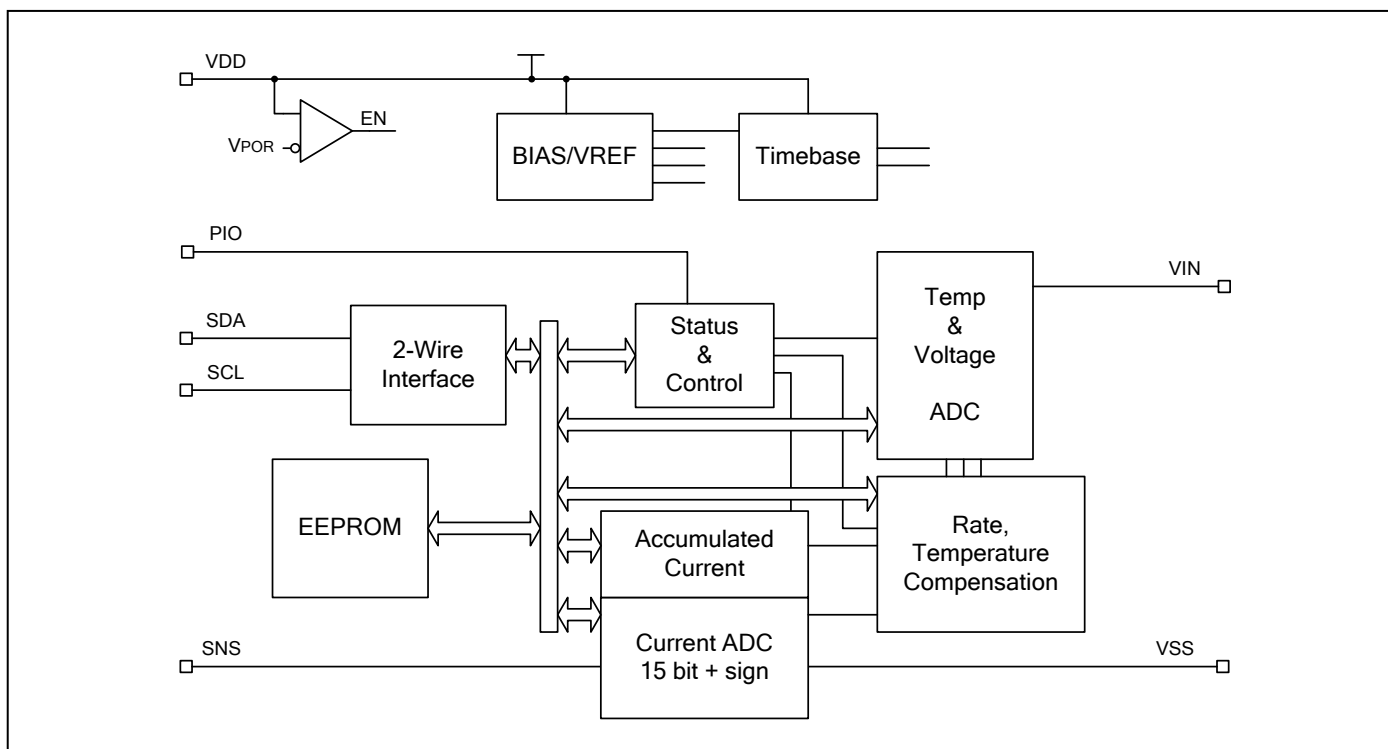 VDD
EN
VPOR
BIAS/VREF
Timebase
PIO
VIN
SDA
SCL
2-Wire
Interface
Status
&
Control
Temp
&
Voltage
ADC
EEPROM
Accumulated
Current
Rate,
Temperature
Compensation
SNS
Current ADC
15 bit + sign
VSS